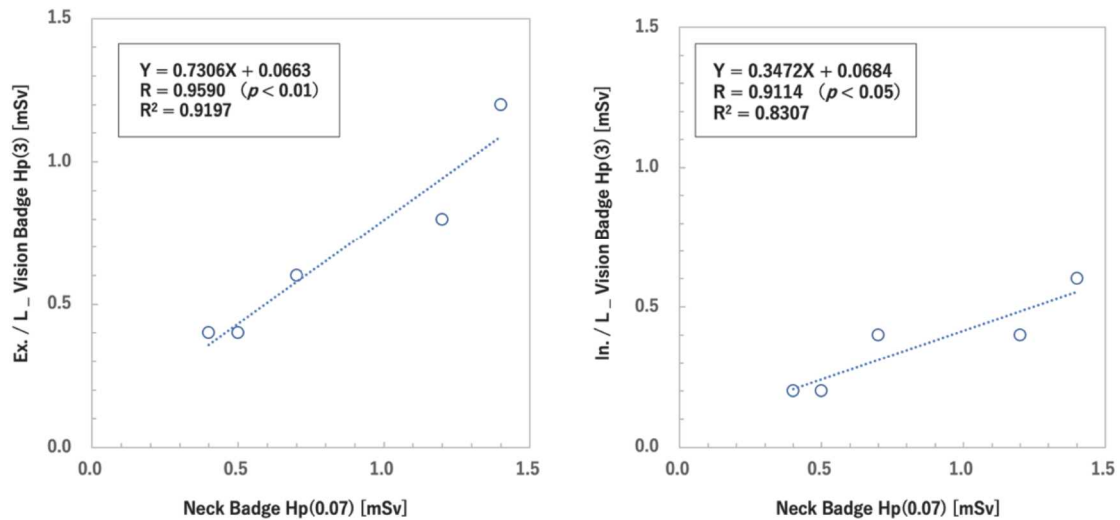 Y = 0.7306X + 0.0663
R = 0.9590 (p < 0.01)
R² = 0.9197
Ex. / L _ Vision Badge Hp(3) [mSv]
1.5
1.0
0.5
0.0
0.0 0.5 1.0 1.5
Neck Badge Hp(0.07) [mSv]
Y = 0.3472X + 0.0684
R = 0.9114 (p < 0.05)
R² = 0.8307
In. / L _ Vision Badge Hp(3) [mSv]
1.5
1.0
0.5
0.0
0.0 0.5 1.0 1.5
Neck Badge Hp(0.07) [mSv]